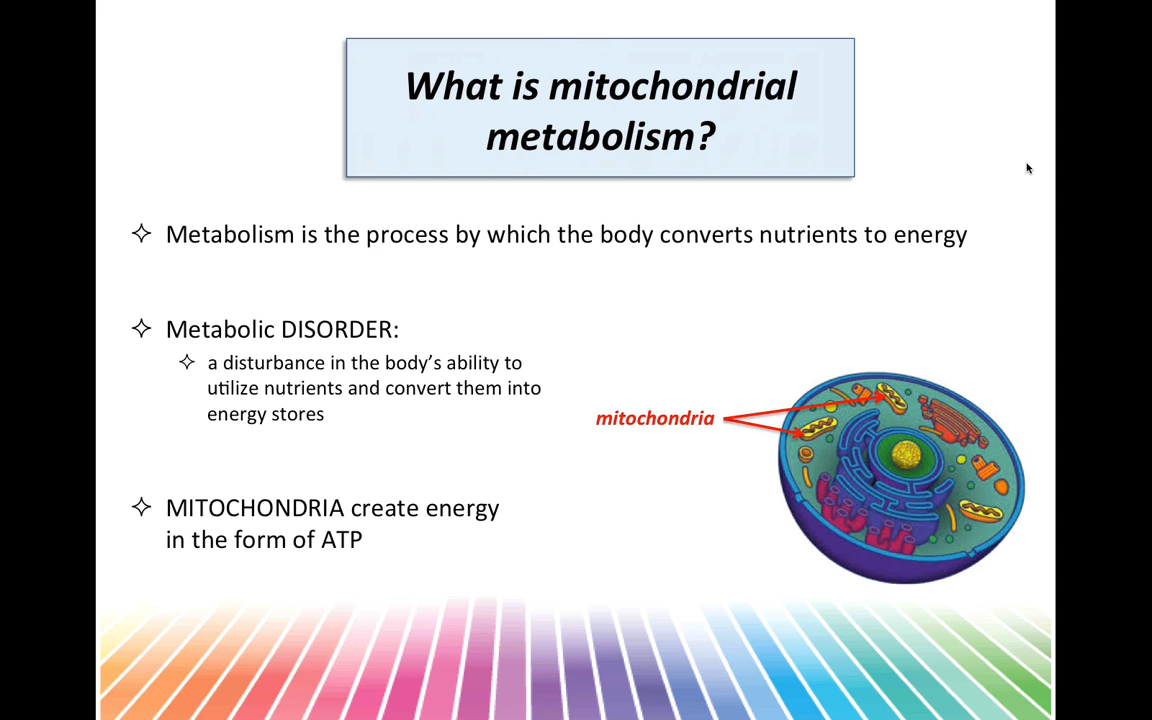 What is mitochondrial
metabolism?
Metabolism is the process by which the body converts nutrients to energy
Metabolic DISORDER:
a disturbance in the body's ability to
utilize nutrients and convert them into
energy stores
mitochondria
MITOCHONDRIA create energy
in the form of ATP